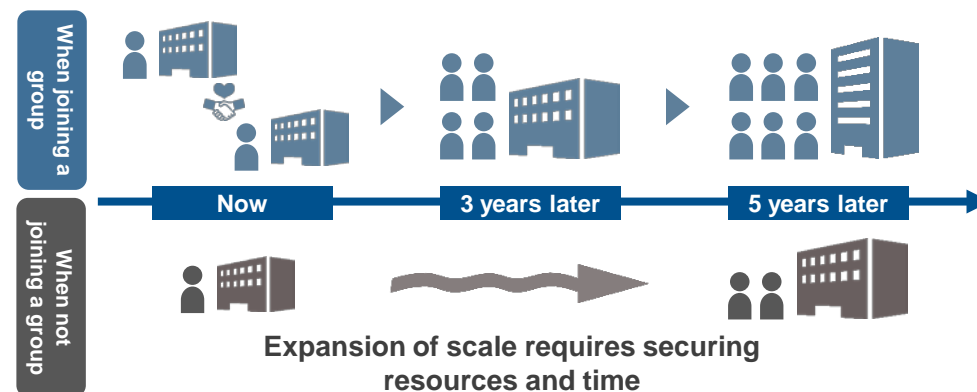 When joining a
group
Now
3 years later
5 years later
When not
joining a group
Expansion of scale requires securing
resources and time